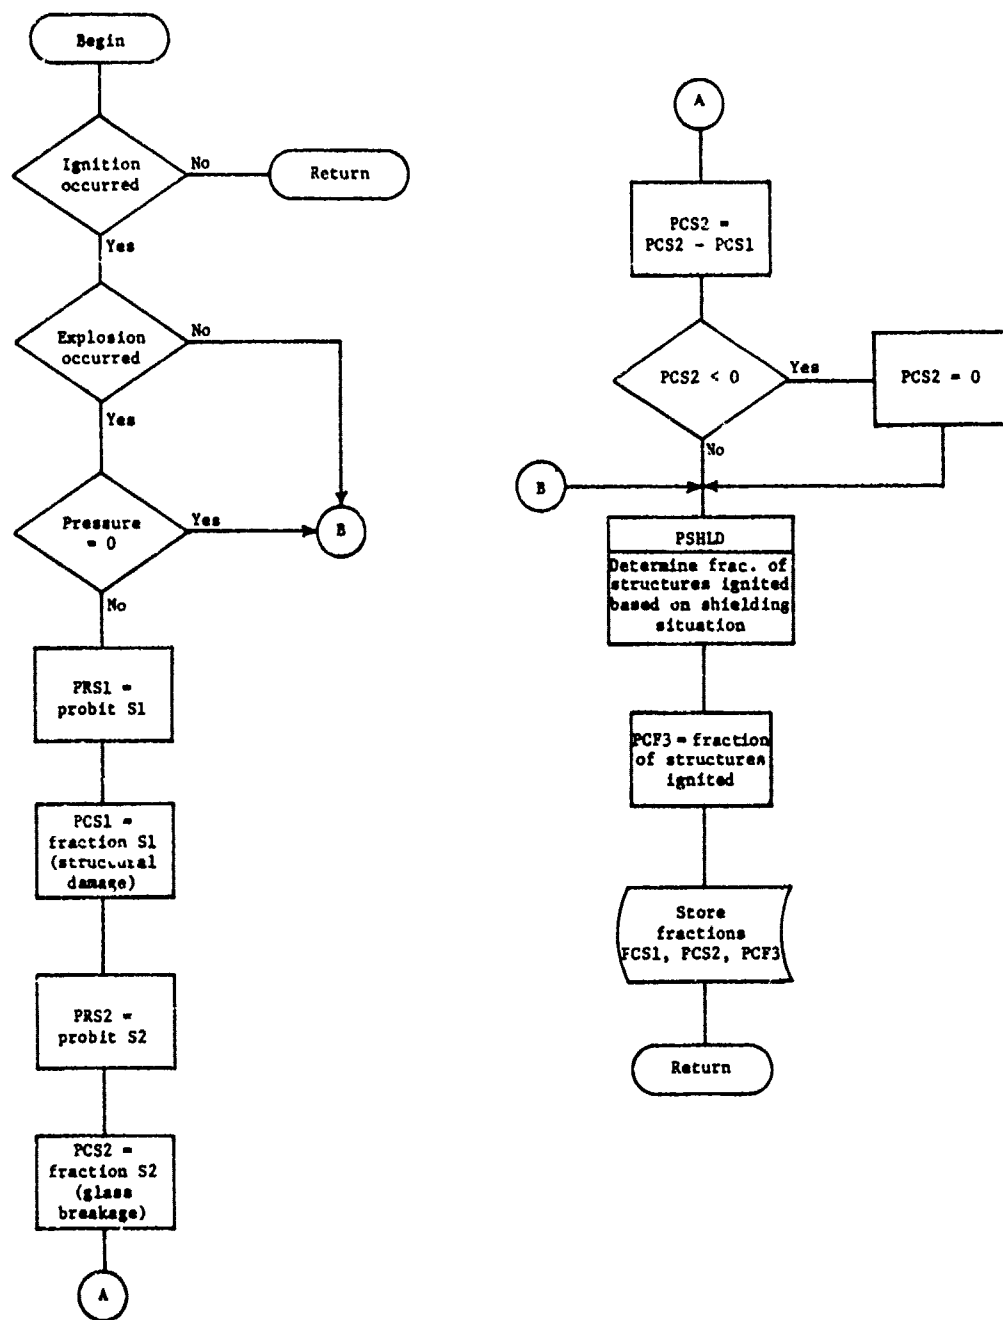 Begin
Ignition
occurred
No
Return
Yes
Explosion
occurred
No
Yes
Pressure
= 0
Yes
B
No
PRS1 =
probit S1
PCS1 =
fraction S1
(structural
damage)
PRS2 =
probit S2
PCS2 =
fraction S2
(glass
breakage)
A
A
PCS2 =
PCS2 - PCS1
PCS2 < 0
Yes
PCS2 = 0
No
B
PSHLD
Determine frac. of
structures ignited
based on shielding
situation
PCF3 = fraction
of structures
ignited
Store
fractions
PCS1, PCS2, PCF3
Return